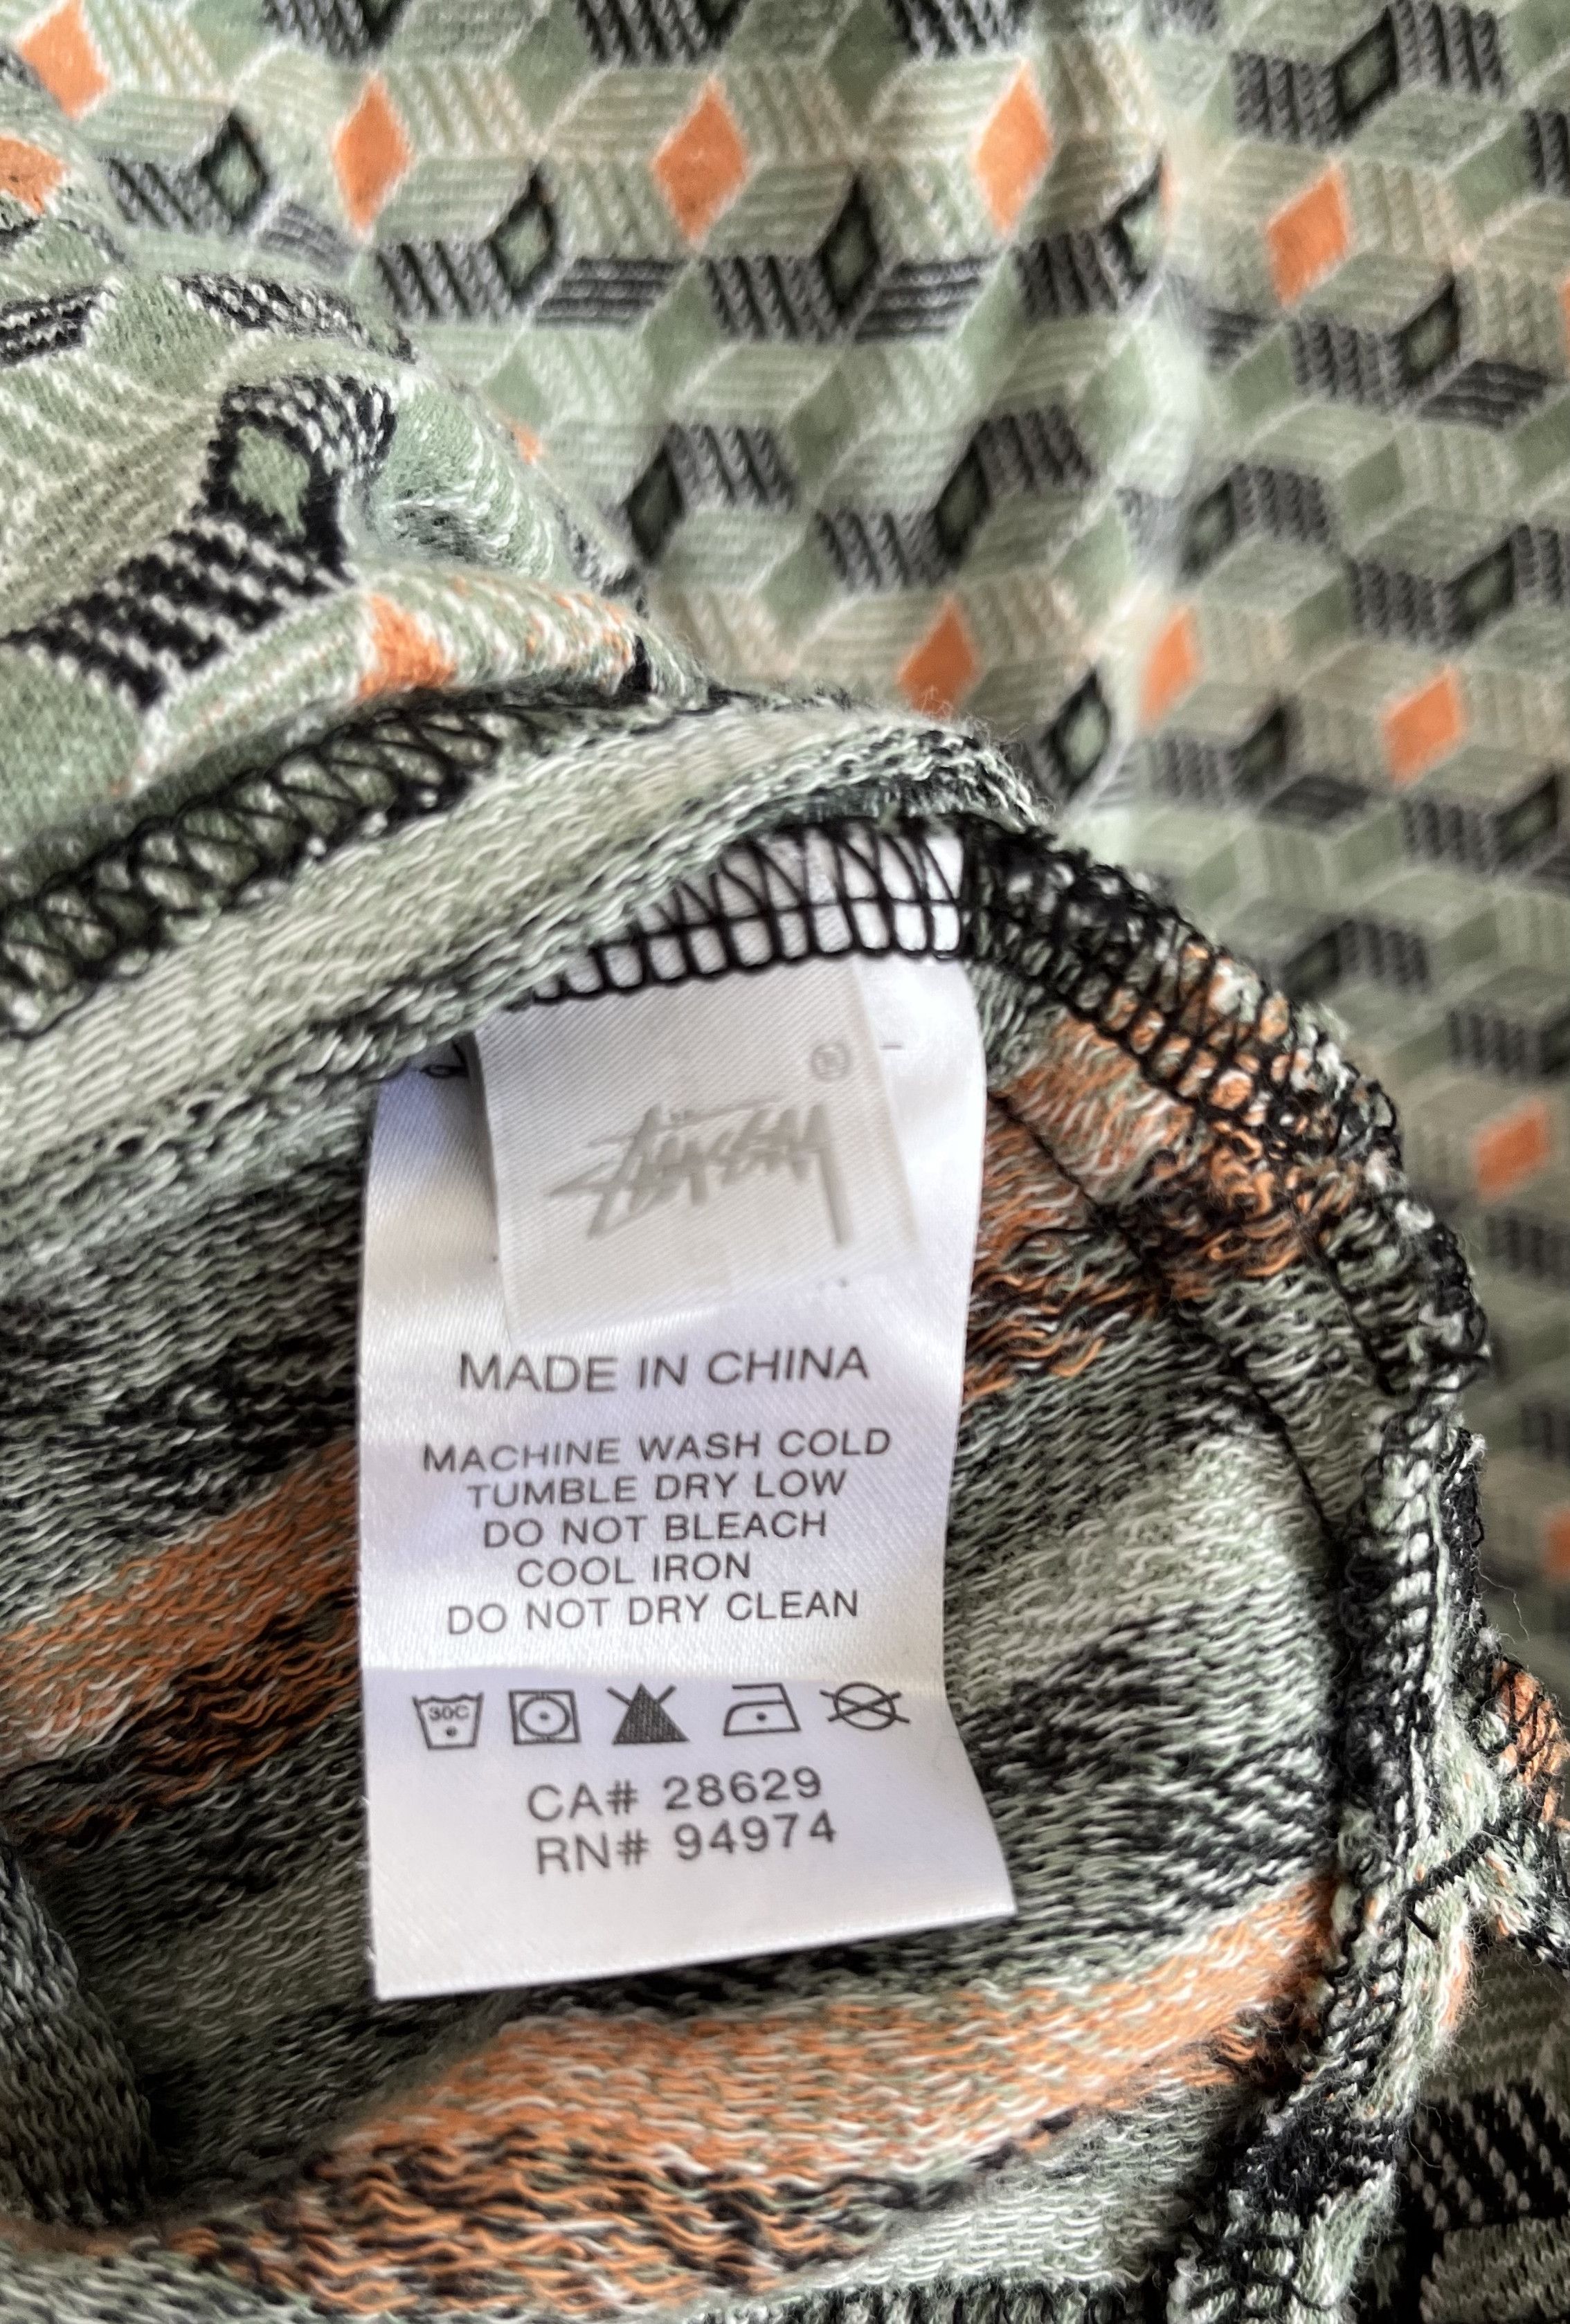 ®
STÜSSY
MADE IN CHINA
MACHINE WASH COLD
TUMBLE DRY LOW
DO NOT BLEACH
COOL IRON
DO NOT DRY CLEAN
30C
CA# 28629
RN# 94974